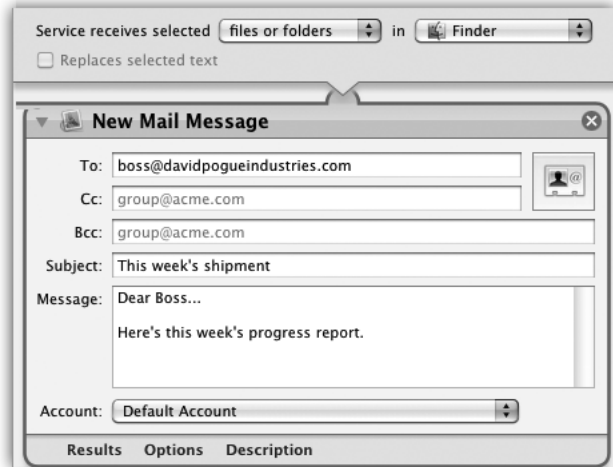 Service receives selected files or folders in Finder
Replaces selected text
New Mail Message
To: boss@davidpogueindustries.com
Cc: group@acme.com
Bcc: group@acme.com
Subject: This week's shipment
Message: Dear Boss...
Here's this week's progress report.
Account: Default Account
Results Options Description